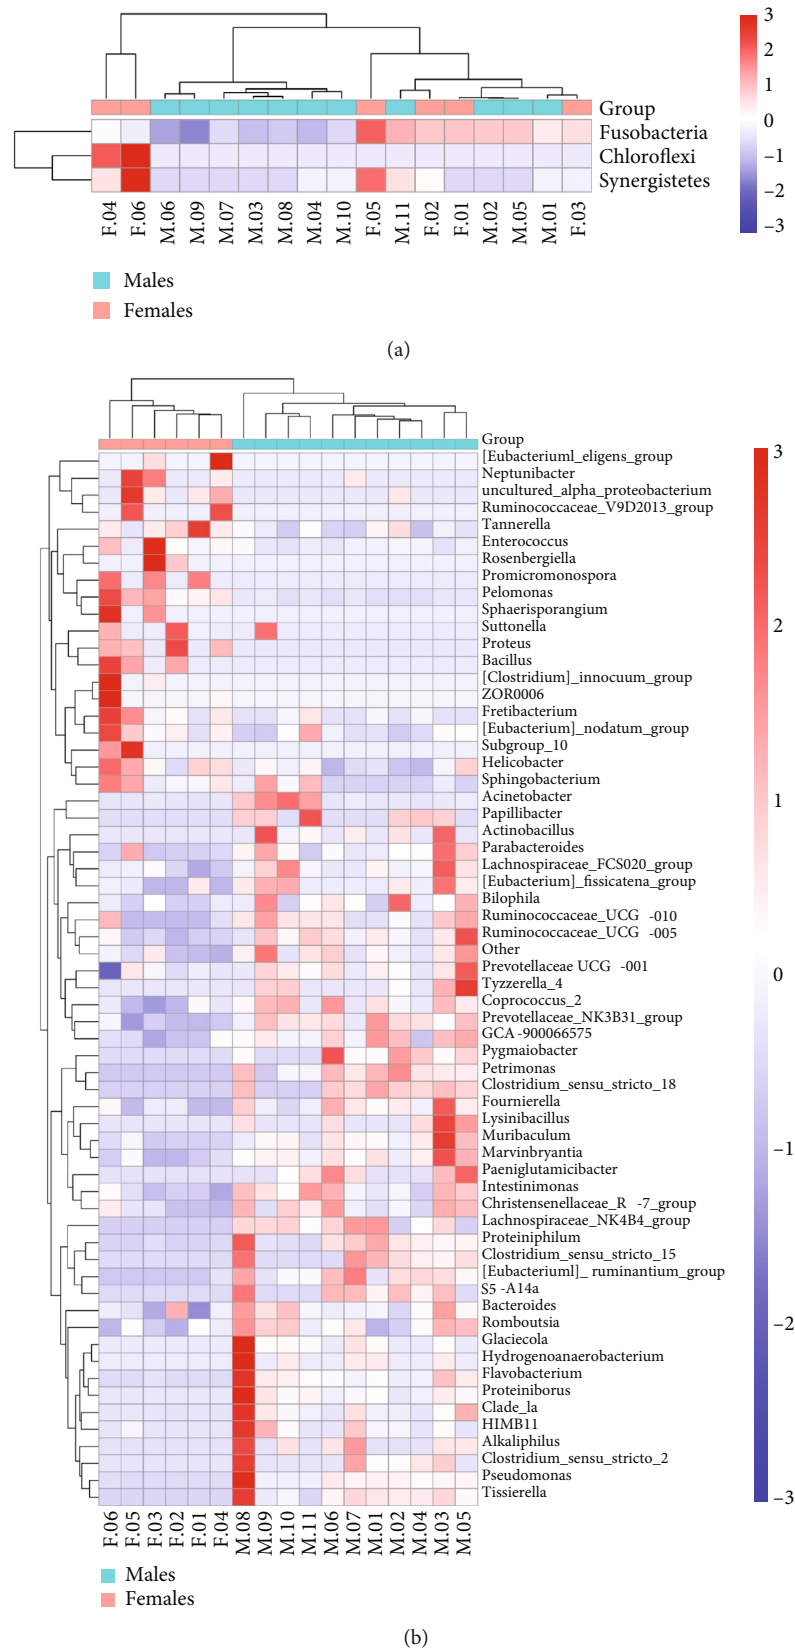 3
2
1
0
−1
−2
−3
Group
Fusobacteria
Chloroflexi
Synergistetes
F.04 F.06 M.06 M.09 M.07 M.03 M.08 M.04 M.10 F.05 M.11 F.02 F.01 M.02 M.05 M.01 F.03
Males
Females
(a)
Group
[Eubacteriuml_eligens_group
Neptunibacter
uncultured_alpha_proteobacterium
Ruminococcaceae_V9D2013_group
Tannerella
Enterococcus
Rosenbergiella
Promicromonospora
Pelomonas
Sphaerisporangium
Suttonella
Proteus
Bacillus
[Clostridium]_innocuum_group
ZOR0006
Fretibacterium
[Eubacterium]_nodatum_group
Subgroup_10
Helicobacter
Sphingobacterium
Acinetobacter
Papillibacter
Actinobacillus
Parabacteroides
Lachnospiraceae_FCS020_group
[Eubacterium]_fissicatena_group
Bilophila
Ruminococcaceae_UCG -010
Ruminococcaceae_UCG -005
Other
Prevotellaceae UCG -001
Tyzzerella_4
Coprococcus_2
Prevotellaceae_NK3B31_group
GCA-900066575
Pygmaiobacter
Petrimonas
Clostridium_sensu_stricto_18
Fournierella
Lysinibacillus
Muribaculum
Marvinbryantia
Paeniglutamicibacter
Intestinimonas
Christensenellaceae_R -7_group
Lachnospiraceae_NK4B4_group
Proteiniphilum
Clostridium_sensu_stricto_15
[Eubacteriuml]_ ruminantium_group
S5 -A14a
Bacteroides
Romboutsia
Glaciecola
Hydrogenoanaerobacterium
Flavobacterium
Proteiniborus
Clade_la
HIMB11
Alkaliphilus
Clostridium_sensu_stricto_2
Pseudomonas
Tissierella
3
2
1
0
−1
−2
−3
F.06 F.05 F.03 F.02 F.01 F.04 M.08 M.09 M.10 M.11 M.06 M.07 M.01 M.02 M.04 M.03 M.05
Males
Females
(b)